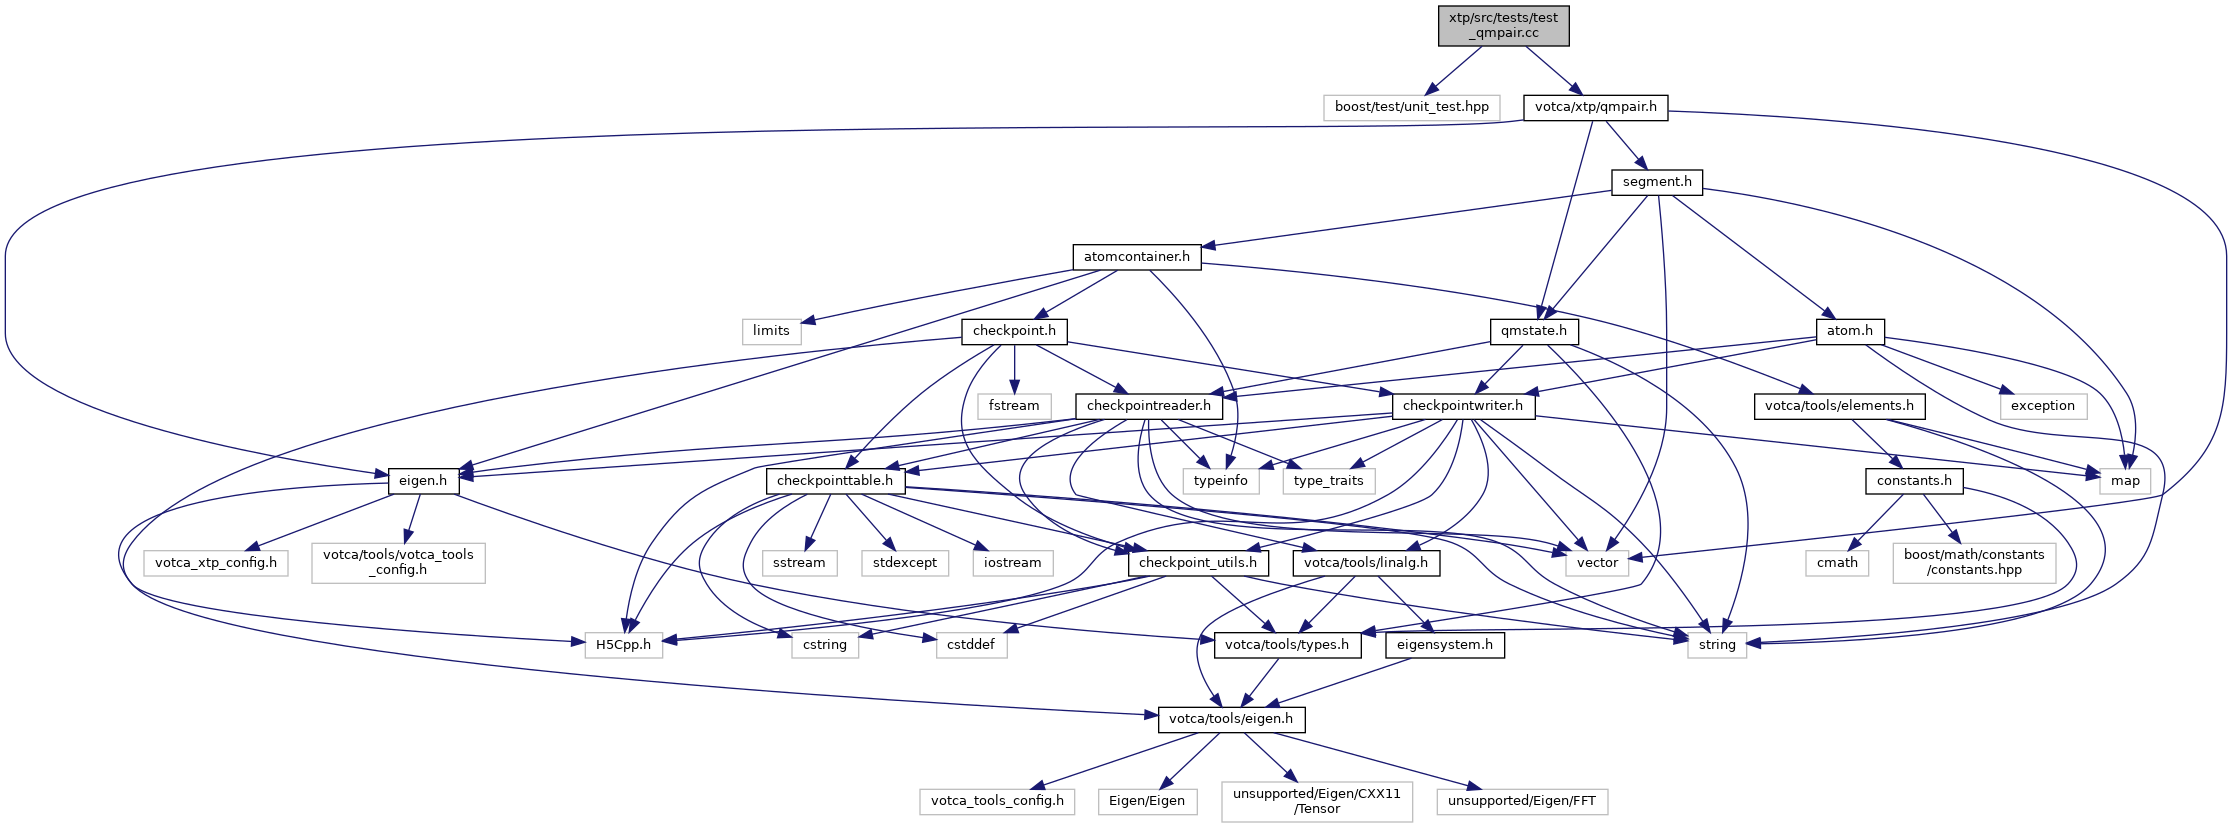 xtp/src/tests/test
_qmpair.cc
boost/test/unit_test.hpp
votca/xtp/qmpair.h
segment.h
atomcontainer.h
limits
checkpoint.h
qmstate.h
atom.h
fstream
checkpointreader.h
checkpointwriter.h
votca/tools/elements.h
exception
eigen.h
checkpointtable.h
typeinfo
type_traits
constants.h
map
votca_xtp_config.h
votca/tools/votca_tools
_config.h
sstream
stdexcept
iostream
checkpoint_utils.h
votca/tools/linalg.h
vector
cmath
boost/math/constants
/constants.hpp
H5Cpp.h
cstring
cstddef
votca/tools/types.h
eigensystem.h
string
votca/tools/eigen.h
votca_tools_config.h
Eigen/Eigen
unsupported/Eigen/CXX11
/Tensor
unsupported/Eigen/FFT